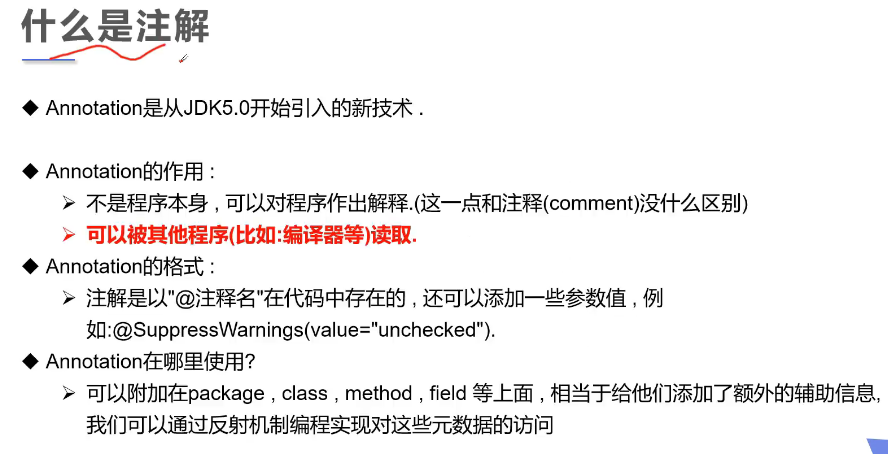 什么是注解
◆ Annotation是从JDK5.0开始引入的新技术 .
◆ Annotation的作用 :
➢ 不是程序本身 , 可以对程序作出解释.(这一点和注释(comment)没什么区别)
➢ 可以被其他程序(比如:编译器等)读取.
◆ Annotation的格式 :
➢ 注解是以"@注释名"在代码中存在的 , 还可以添加一些参数值 , 例
如:@SuppressWarnings(value="unchecked").
◆ Annotation在哪里使用?
➢ 可以附加在package , class , method , field 等上面 , 相当于给他们添加了额外的辅助信息,
我们可以通过反射机制编程实现对这些元数据的访问